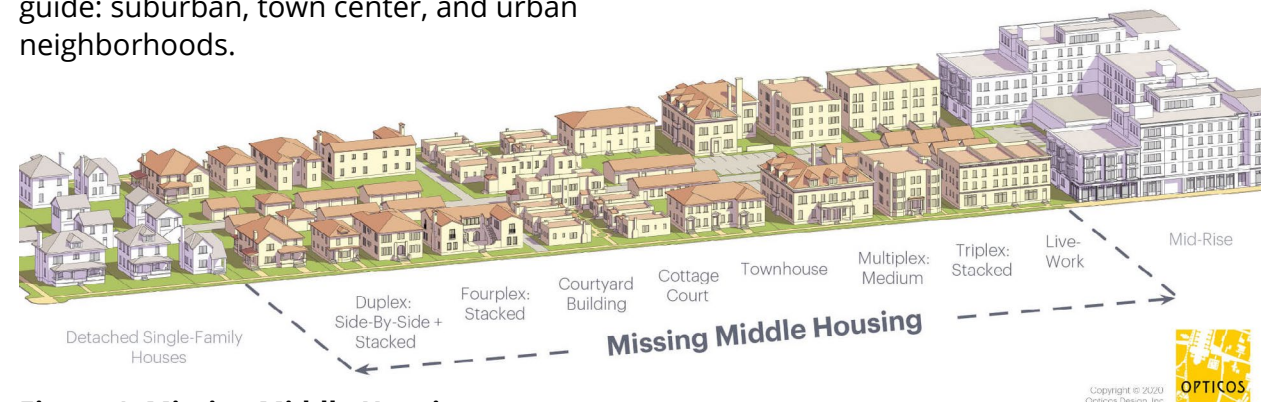 guide: suburban, town center, and urban
neighborhoods.
Detached Single-Family
Houses
Duplex:
Side-By-Side +
Stacked
Fourplex:
Stacked
Courtyard
Building
Cottage
Court
Townhouse
Multiplex:
Medium
Triplex:
Stacked
Live-
Work
Mid-Rise
Missing Middle Housing
Copyright © 2020
Opticos Design, Inc.
OPTICOS